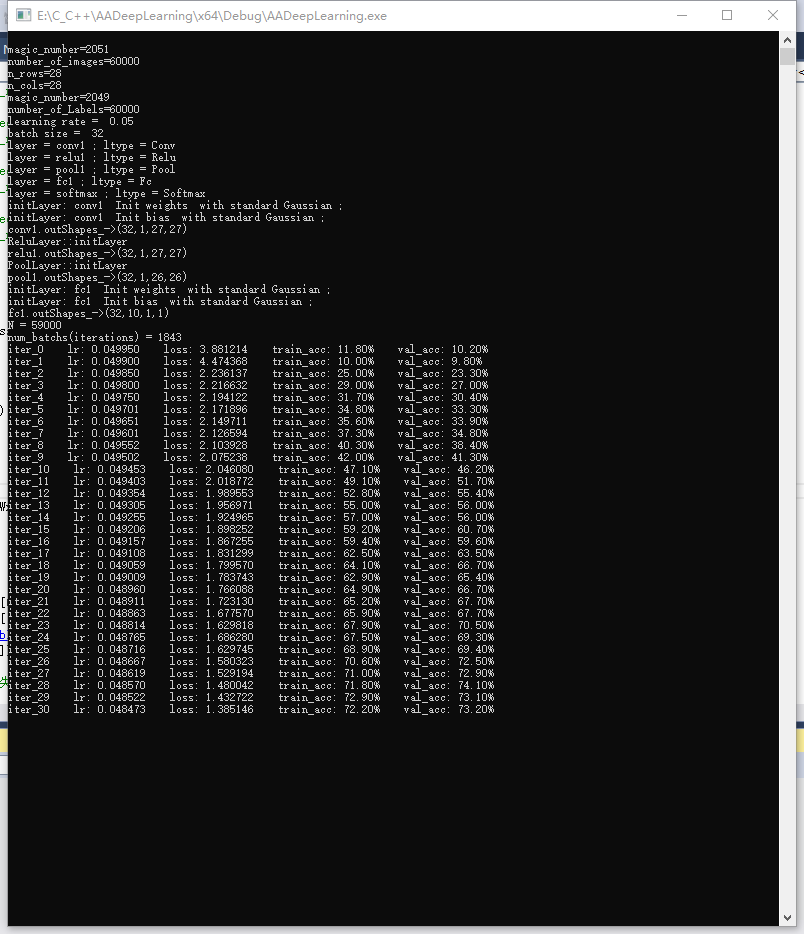 E:\C_C++\AADeepLearning\x64\Debug\AADeepLearning.exe
magic_number=2051
number_of_images=60000
n_rows=28
n_cols=28
magic_number=2049
number_of_Labels=60000
learning rate =  0.05
batch size =  32
layer = conv1 ; ltype = Conv
layer = relu1 ; ltype = Relu
layer = pool1 ; ltype = Pool
layer = fc1 ; ltype = Fc
layer = softmax ; ltype = Softmax
initLayer: conv1  Init weights  with standard Gaussian ;
initLayer: conv1  Init bias  with standard Gaussian ;
conv1.outShapes_->(32,1,27,27)
ReluLayer::initLayer
relu1.outShapes_->(32,1,27,27)
PoolLayer::initLayer
pool1.outShapes_->(32,1,26,26)
initLayer: fc1  Init weights  with standard Gaussian ;
initLayer: fc1  Init bias  with standard Gaussian ;
fc1.outShapes_->(32,10,1,1)
N = 59000
num_batchs(iterations) = 1843
iter_0    lr: 0.049950    loss: 3.881214    train_acc: 11.80%    val_acc: 10.20%
iter_1    lr: 0.049900    loss: 4.474368    train_acc: 10.00%    val_acc: 9.80%
iter_2    lr: 0.049850    loss: 2.236137    train_acc: 25.00%    val_acc: 23.30%
iter_3    lr: 0.049800    loss: 2.216632    train_acc: 29.00%    val_acc: 27.00%
iter_4    lr: 0.049750    loss: 2.194122    train_acc: 31.70%    val_acc: 30.40%
iter_5    lr: 0.049701    loss: 2.171896    train_acc: 34.80%    val_acc: 33.30%
iter_6    lr: 0.049651    loss: 2.149711    train_acc: 35.60%    val_acc: 33.90%
iter_7    lr: 0.049601    loss: 2.126594    train_acc: 37.30%    val_acc: 34.80%
iter_8    lr: 0.049552    loss: 2.103928    train_acc: 40.30%    val_acc: 38.40%
iter_9    lr: 0.049502    loss: 2.075238    train_acc: 42.00%    val_acc: 41.30%
iter_10    lr: 0.049453    loss: 2.046080    train_acc: 47.10%    val_acc: 46.20%
iter_11    lr: 0.049403    loss: 2.018772    train_acc: 49.10%    val_acc: 51.70%
iter_12    lr: 0.049354    loss: 1.989553    train_acc: 52.80%    val_acc: 55.40%
iter_13    lr: 0.049305    loss: 1.956971    train_acc: 55.00%    val_acc: 56.00%
iter_14    lr: 0.049255    loss: 1.924965    train_acc: 57.00%    val_acc: 56.00%
iter_15    lr: 0.049206    loss: 1.898252    train_acc: 59.20%    val_acc: 60.70%
iter_16    lr: 0.049157    loss: 1.867255    train_acc: 59.40%    val_acc: 59.60%
iter_17    lr: 0.049108    loss: 1.831299    train_acc: 62.50%    val_acc: 63.50%
iter_18    lr: 0.049059    loss: 1.799570    train_acc: 64.10%    val_acc: 66.70%
iter_19    lr: 0.049009    loss: 1.783743    train_acc: 62.90%    val_acc: 65.40%
iter_20    lr: 0.048960    loss: 1.766088    train_acc: 64.90%    val_acc: 66.70%
iter_21    lr: 0.048911    loss: 1.723130    train_acc: 65.20%    val_acc: 67.70%
iter_22    lr: 0.048863    loss: 1.677570    train_acc: 65.90%    val_acc: 67.70%
iter_23    lr: 0.048814    loss: 1.629818    train_acc: 67.90%    val_acc: 70.50%
iter_24    lr: 0.048765    loss: 1.686280    train_acc: 67.50%    val_acc: 69.30%
iter_25    lr: 0.048716    loss: 1.629745    train_acc: 68.90%    val_acc: 69.40%
iter_26    lr: 0.048667    loss: 1.580323    train_acc: 70.60%    val_acc: 72.50%
iter_27    lr: 0.048619    loss: 1.529194    train_acc: 71.00%    val_acc: 72.90%
iter_28    lr: 0.048570    loss: 1.480042    train_acc: 71.80%    val_acc: 74.10%
iter_29    lr: 0.048522    loss: 1.432722    train_acc: 72.90%    val_acc: 73.10%
iter_30    lr: 0.048473    loss: 1.385146    train_acc: 72.20%    val_acc: 73.20%